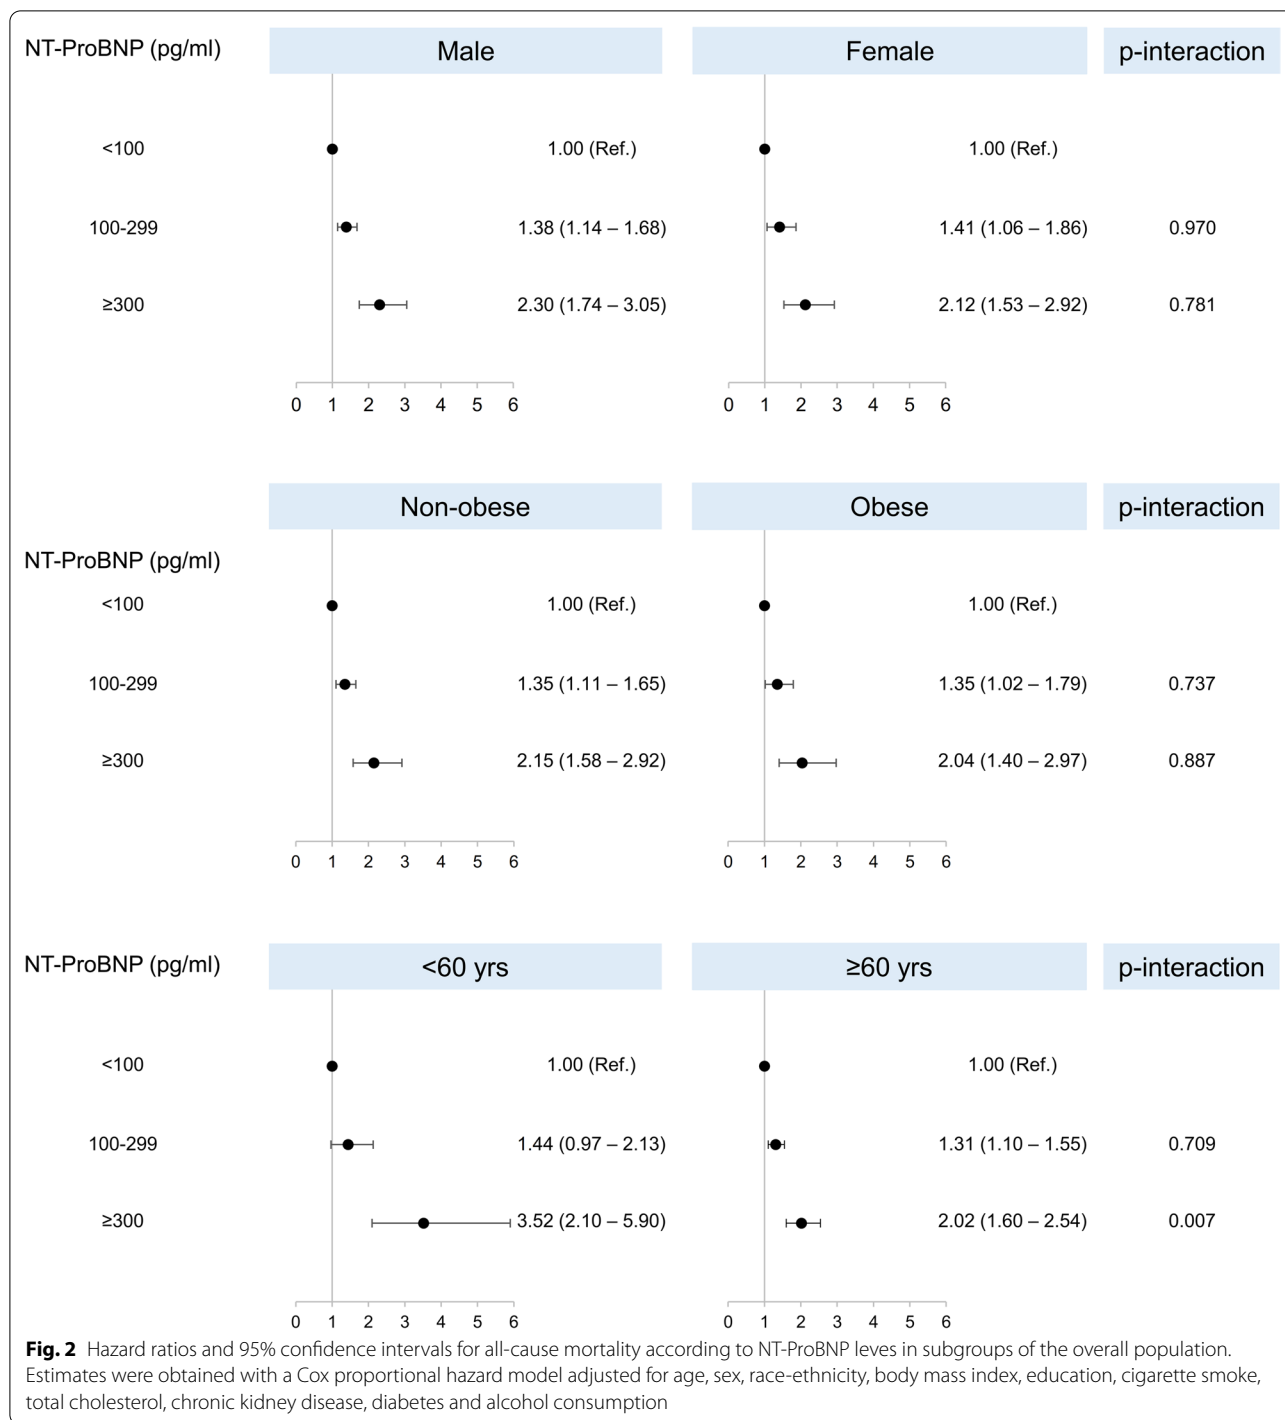 NT-ProBNP (pg/ml) Male Female p-interaction
<100 1.00 (Ref.) 1.00 (Ref.)
100-299 1.38 (1.14 – 1.68) 1.41 (1.06 – 1.86) 0.970
≥300 2.30 (1.74 – 3.05) 2.12 (1.53 – 2.92) 0.781
0 1 2 3 4 5 6 0 1 2 3 4 5 6
Non-obese Obese p-interaction
NT-ProBNP (pg/ml)
<100 1.00 (Ref.) 1.00 (Ref.)
100-299 1.35 (1.11 – 1.65) 1.35 (1.02 – 1.79) 0.737
≥300 2.15 (1.58 – 2.92) 2.04 (1.40 – 2.97) 0.887
0 1 2 3 4 5 6 0 1 2 3 4 5 6
NT-ProBNP (pg/ml) <60 yrs ≥60 yrs p-interaction
<100 1.00 (Ref.) 1.00 (Ref.)
100-299 1.44 (0.97 – 2.13) 1.31 (1.10 – 1.55) 0.709
≥300 3.52 (2.10 – 5.90) 2.02 (1.60 – 2.54) 0.007
0 1 2 3 4 5 6 0 1 2 3 4 5 6
Fig. 2 Hazard ratios and 95% confidence intervals for all-cause mortality according to NT-ProBNP leves in subgroups of the overall population.
Estimates were obtained with a Cox proportional hazard model adjusted for age, sex, race-ethnicity, body mass index, education, cigarette smoke,
total cholesterol, chronic kidney disease, diabetes and alcohol consumption